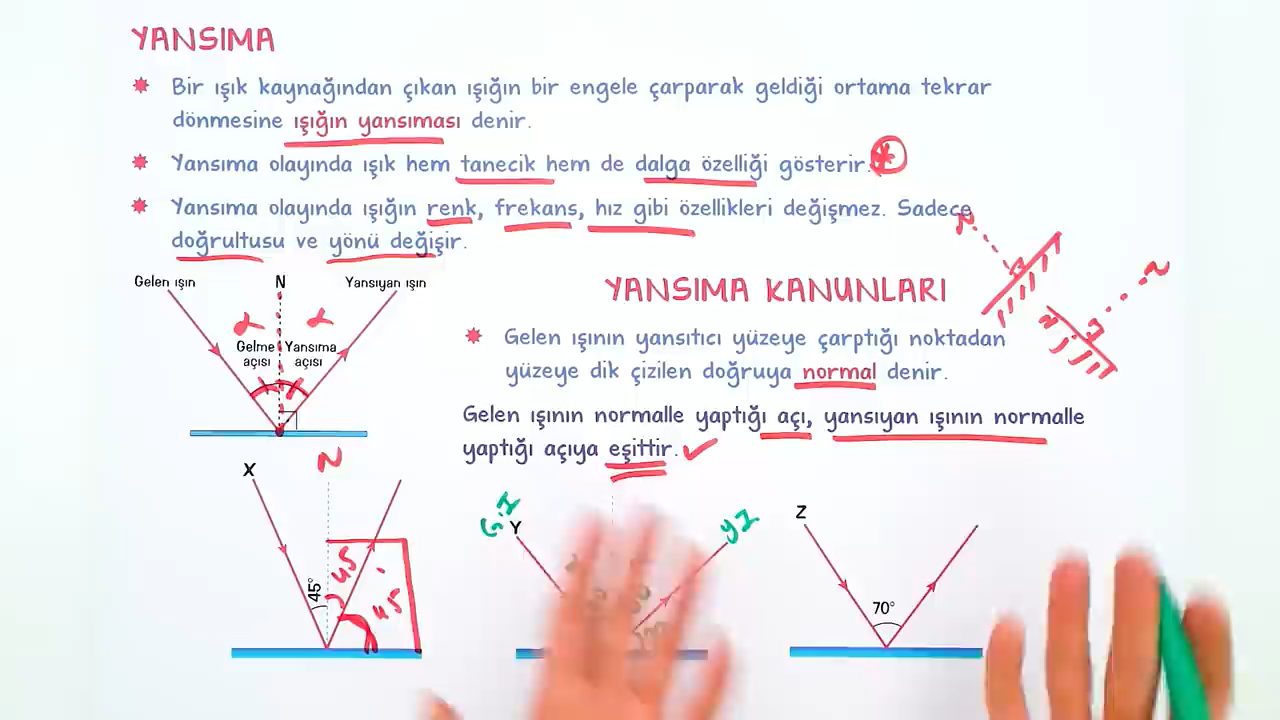 YANSIMA
Bir ışık kaynağından çıkan ışığın bir engele çarparak geldiği ortama tekrar
dönmesine ışığın yansıması denir.
Yansıma olayında ışık hem tanecik hem de dalga özelliği gösterir.
Yansıma olayında ışığın renk, frekans, hız gibi özellikleri değişmez. Sadece
doğrultusu ve yönü değişir.
Gelen ışın
N
Yansıyan ışın
α
α
Gelme
açısı
Yansıma
açısı
N
N
YANSIMA KANUNLARI
Gelen ışının yansıtıcı yüzeye çarptığı noktadan
yüzeye dik çizilen doğruya normal denir.
Gelen ışının normalle yaptığı açı, yansıyan ışının normalle
yaptığı açıya eşittir.
X
N
45°
45
45
G.I
Y
YI
Z
70°